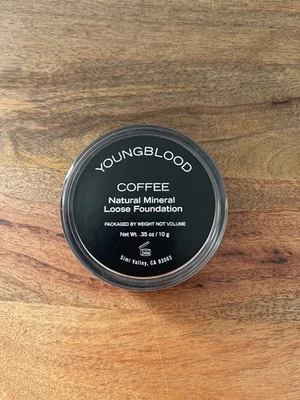 YOUNGBLOOD
COFFEE
Natural Mineral
Loose Foundation
PACKAGED BY WEIGHT NOT VOLUME
Net Wt. .35 oz / 10 g
24M
Simi Valley, CA 93063